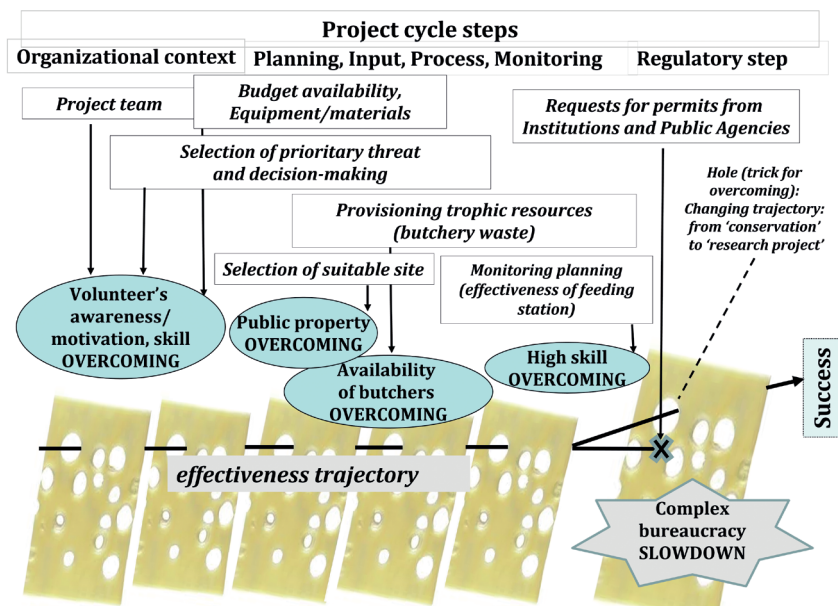 Project cycle steps
Organizational context
Planning, Input, Process, Monitoring
Regulatory step
Project team
Budget availability,
Equipment/materials
Requests for permits from
Institutions and Public Agencies
Selection of prioritary threat
and decision-making
Hole (trick for
overcoming):
Changing trajectory:
from ‘conservation’
to ‘research project’
Provisioning trophic resources
(butchery waste)
Selection of suitable site
Monitoring planning
(effectiveness of feeding
station)
Volunteer’s
awareness/
motivation, skill
OVERCOMING
Public property
OVERCOMING
Availability
of butchers
OVERCOMING
High skill
OVERCOMING
Success
X
effectiveness trajectory
Complex
bureaucracy
SLOWDOWN